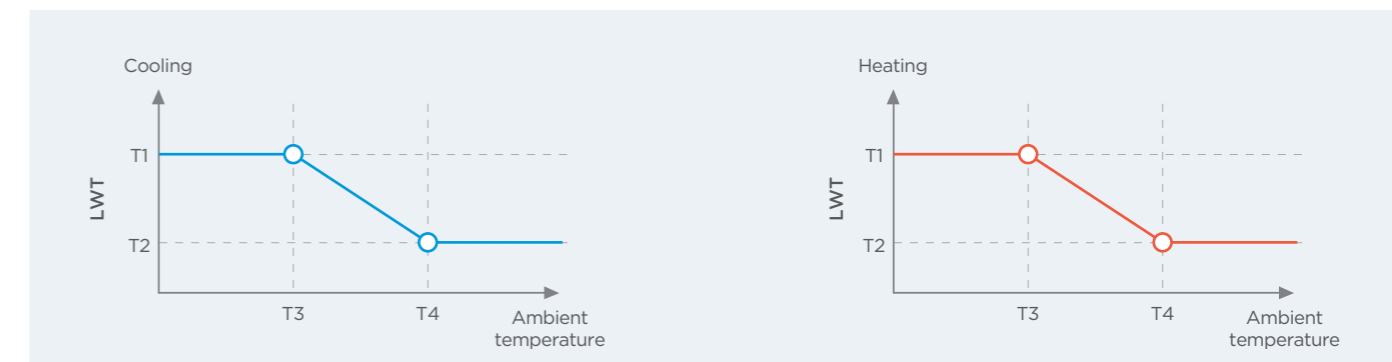 Cooling
T1
LWT
T2
T3
T4
Ambient
temperature
Heating
T1
LWT
T2
T3
T4
Ambient
temperature